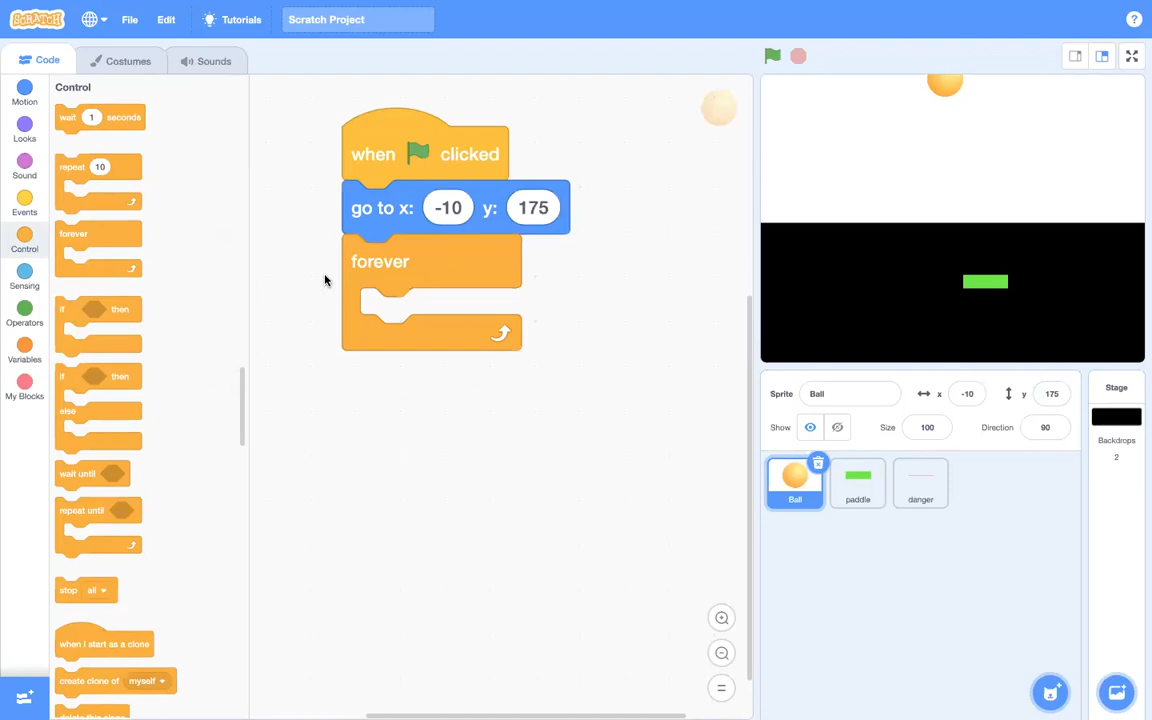 SCRATCH
File
Edit
Tutorials
Scratch Project
?
Code
Costumes
Sounds
Motion
Looks
Sound
Events
Control
Sensing
Operators
Variables
My Blocks
Control
wait 1 seconds
repeat 10
forever
if then
if then
else
wait until
repeat until
stop all
when I start as a clone
create clone of myself
delete this clone
when clicked
go to x: -10 y: 175
forever
Sprite Ball x -10 y 175
Show Size 100 Direction 90
Ball
paddle
danger
Stage
Backdrops
2